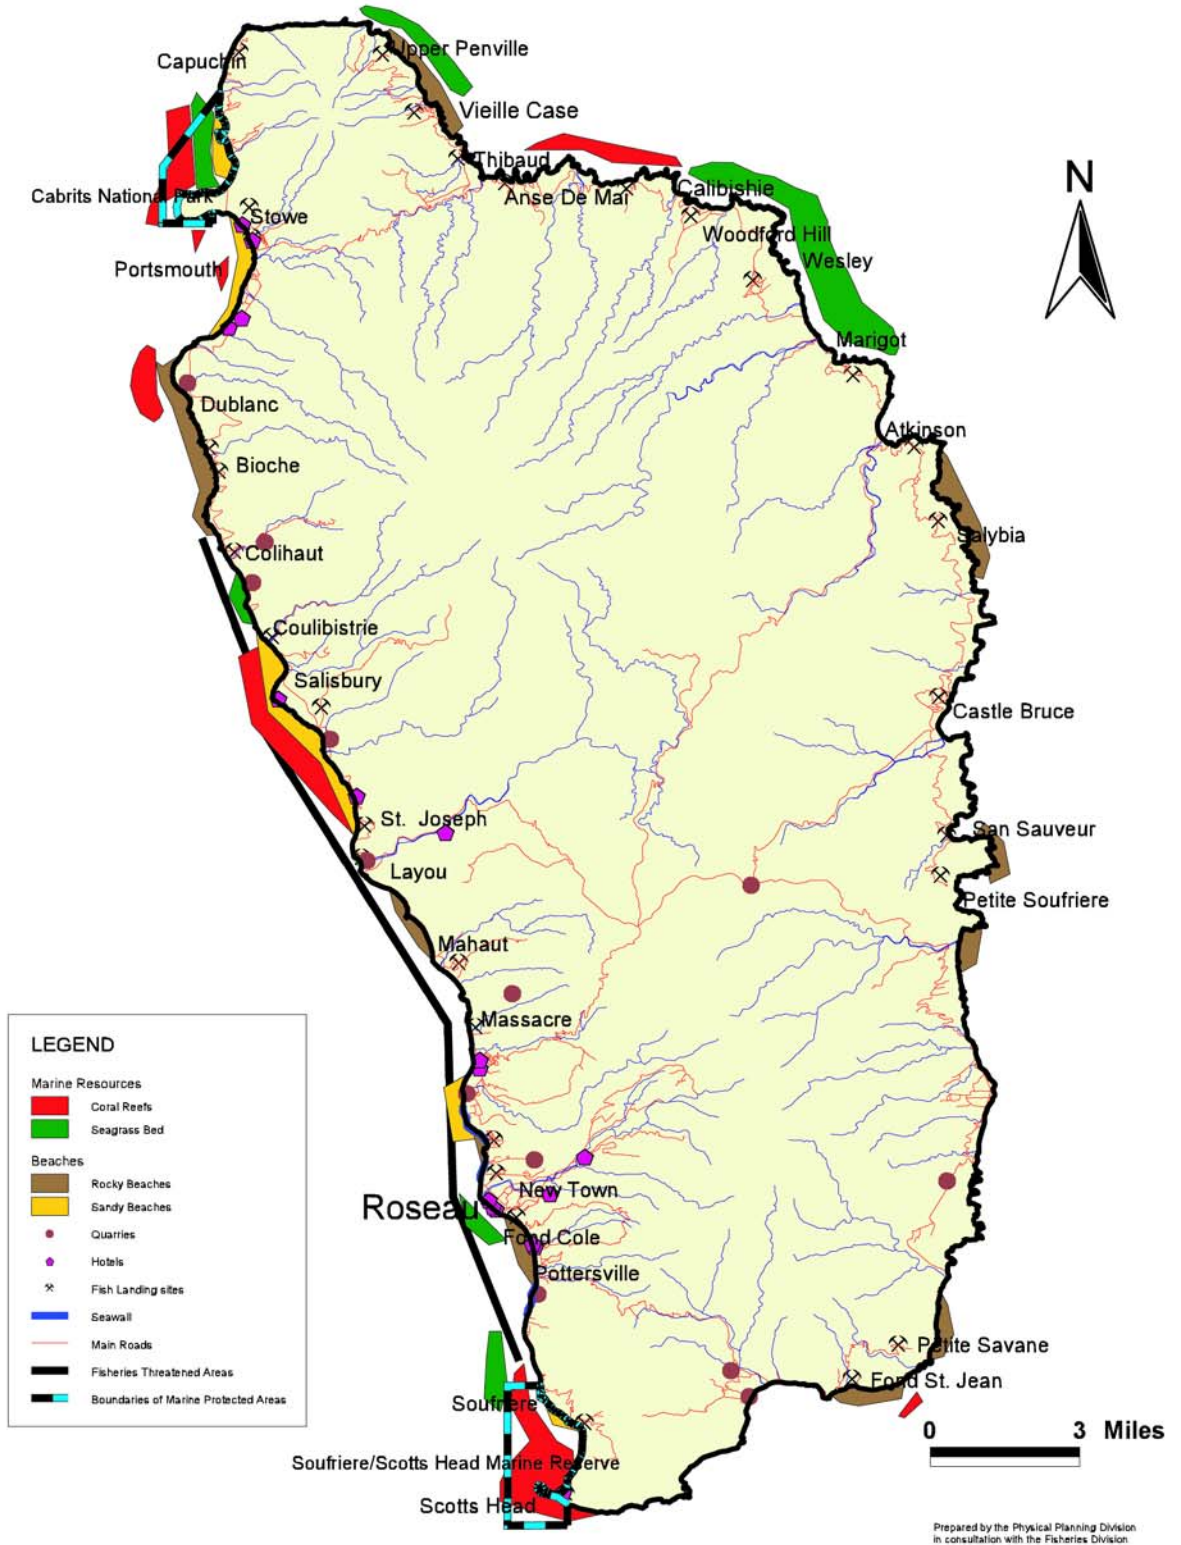 Capuchin
Upper Penville
Vieille Case
Thibaud
Cabrits National Park
Anse De Mai
Calibishie
Stowe
Woodford Hill
Portsmouth
Wesley
Marigot
Dublanc
Atkinson
Bioche
Salybia
Colihaut
Coulibistrie
Salisbury
Castle Bruce
St. Joseph
San Sauveur
Layou
Petite Soufriere
Mahaut
Massacre
New Town
Roseau
Fond Cole
Pottersville
Petite Savane
Fond St. Jean
Soufriere
Soufriere/Scotts Head Marine Reserve
Scotts Head
N
LEGEND
Marine Resources
Coral Reefs
Seagrass Bed
Beaches
Rocky Beaches
Sandy Beaches
Quarries
Hotels
Fish Landing sites
Seawall
Main Roads
Fisheries Threatened Areas
Boundaries of Marine Protected Areas
0 3 Miles
Prepared by the Physical Planning Division
in consultation with the Fisheries Division